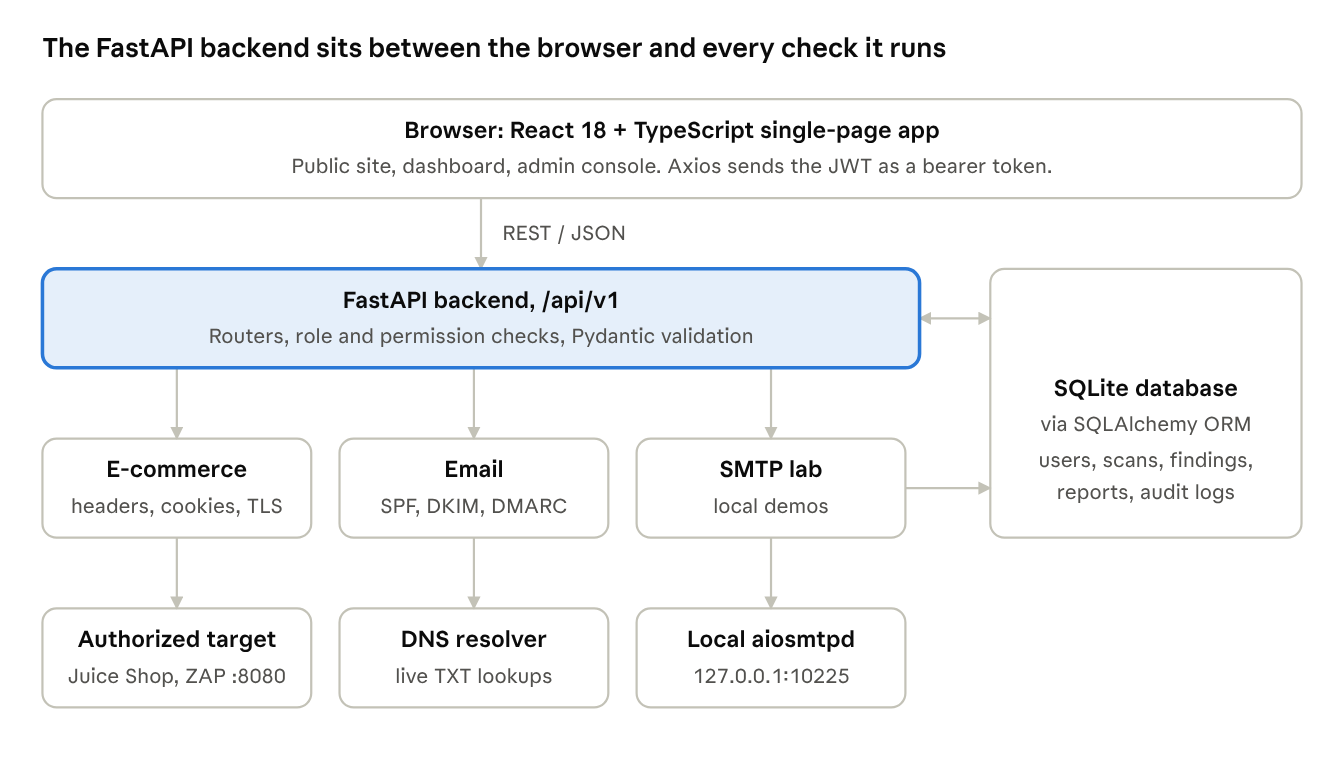 The FastAPI backend sits between the browser and every check it runs
Browser: React 18 + TypeScript single-page app
Public site, dashboard, admin console. Axios sends the JWT as a bearer token.
REST / JSON
FastAPI backend, /api/v1
Routers, role and permission checks, Pydantic validation
SQLite database
via SQLAlchemy ORM
users, scans, findings,
reports, audit logs
E-commerce
headers, cookies, TLS
Email
SPF, DKIM, DMARC
SMTP lab
local demos
Authorized target
Juice Shop, ZAP :8080
DNS resolver
live TXT lookups
Local aiosmtpd
127.0.0.1:10225